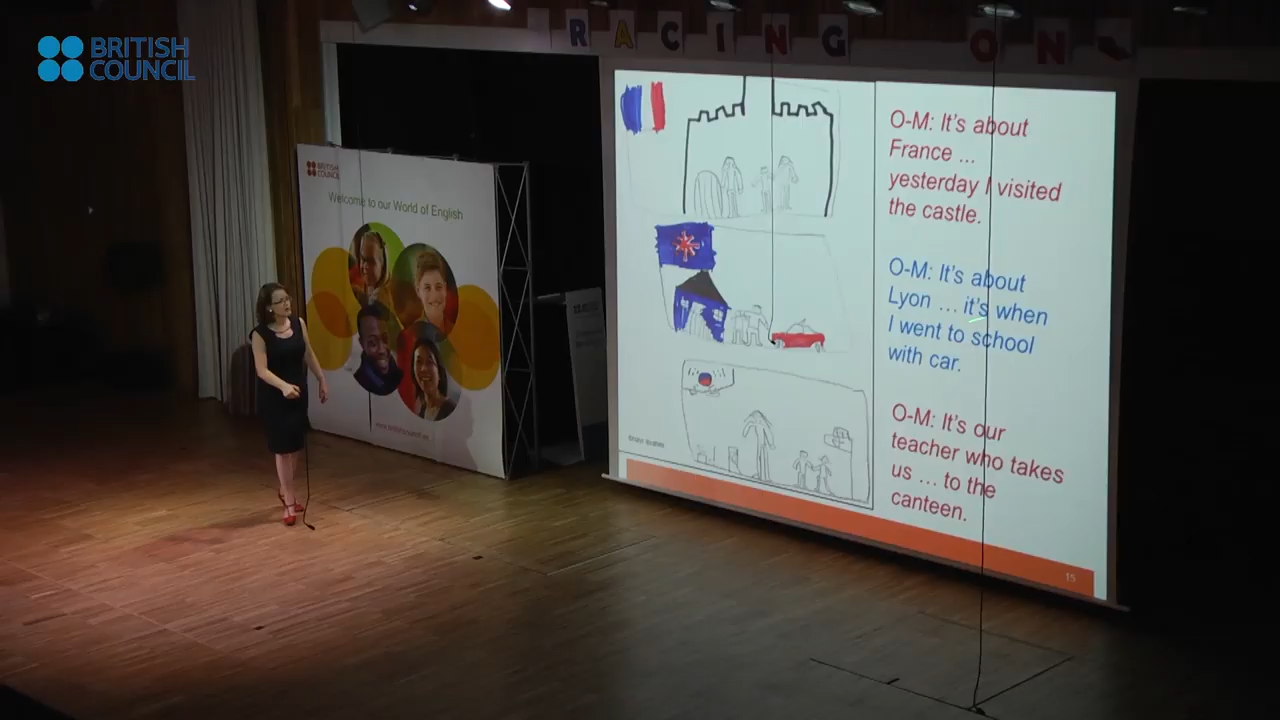 BRITISH
COUNCIL
RACING ON
BRITISH
COUNCIL
Welcome to our World of English
O-M: It's about
France ...
yesterday I visited
the castle.
O-M: It's about
Lyon ... it's when
I went to school
with car.
O-M: It's our
teacher who takes
us ... to the
canteen.
15